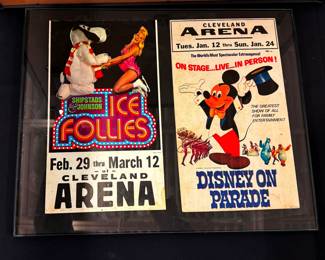 SHIPSTADS & JOHNSON
ICE
FOLLIES
Feb. 29 thru March 12
at
CLEVELAND
ARENA
CLEVELAND
ARENA
Tues. Jan. 12 thru Sun. Jan. 24
The World's Most Spectacular Extravaganza!
ON STAGE...LIVE...IN PERSON!
THE GREATEST
SHOW OF ALL
FOR FAMILY
ENTERTAINMENT
DISNEY ON
PARADE